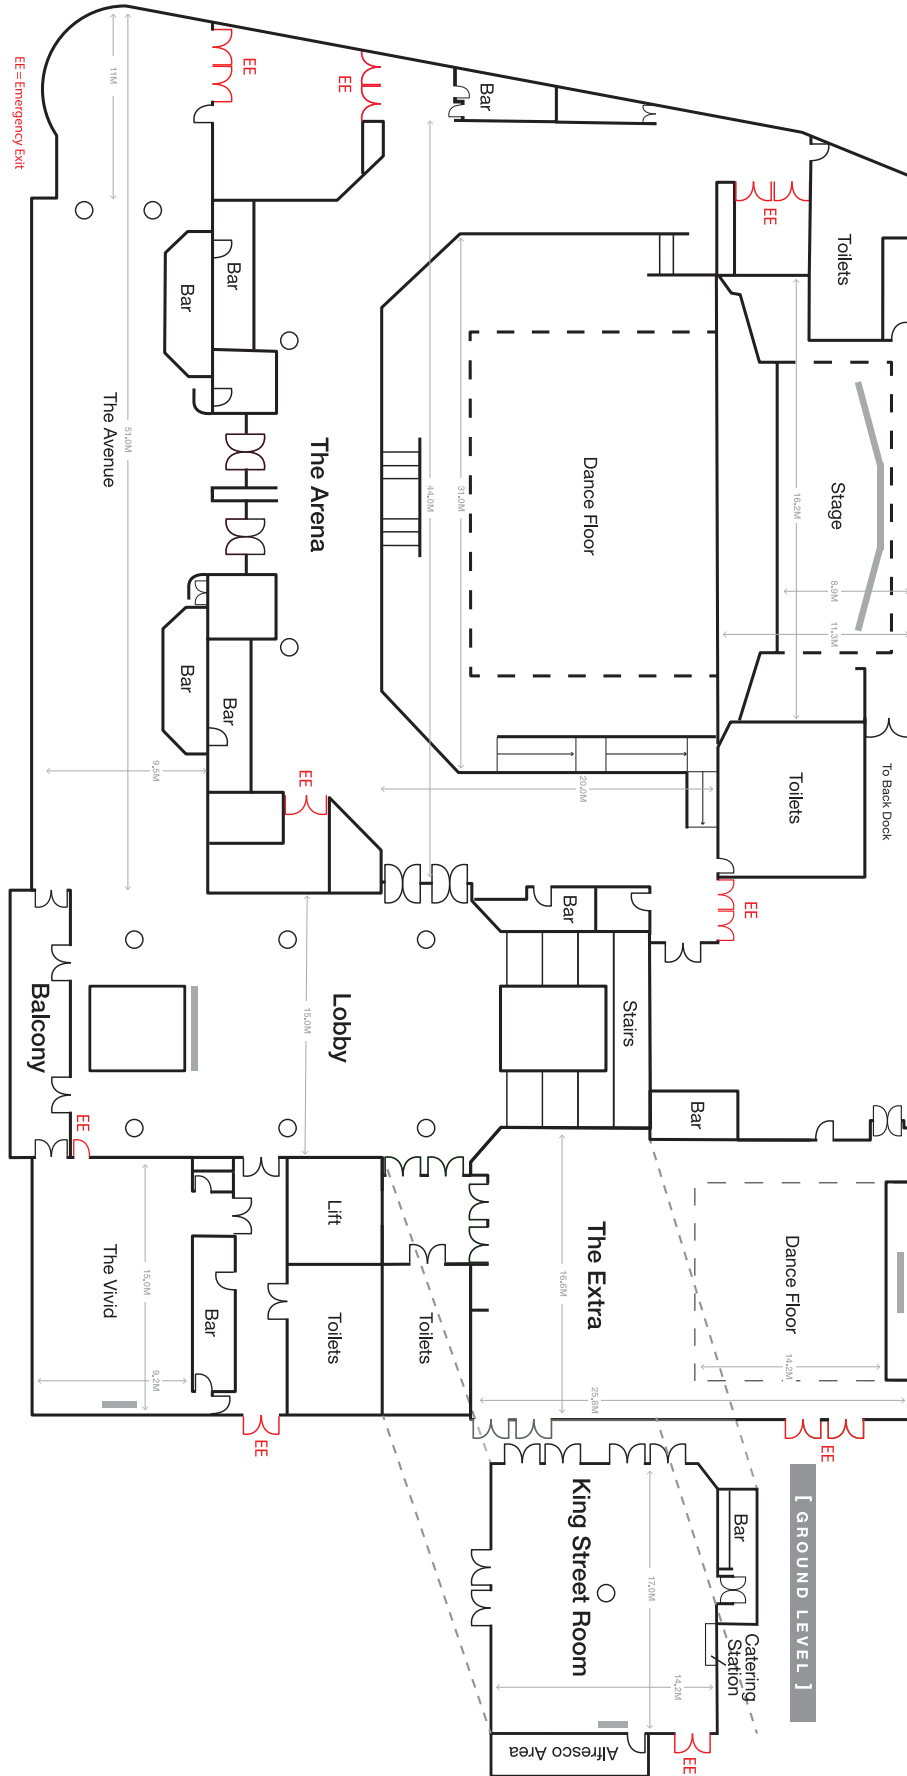 EE=Emergency Exit
11M
51.0M
The Avenue
EE
EE
Bar
Bar
Bar
The Arena
44.0M
31.0M
Dance Floor
EE
Toilets
16.2M
Stage
8.9M
11.3M
Bar
Bar
9.5M
EE
20.0M
Toilets
To Back Dock
EE
Bar
Stairs
Balcony
Lobby
15.0M
EE
Bar
The Vivid
15.0M
9.2M
Bar
Lift
Toilets
Toilets
EE
The Extra
16.6M
25.8M
Dance Floor
14.2M
EE
[ GROUND LEVEL ]
King Street Room
17.0M
14.2M
Bar
Catering
Station
EE
Alfresco Area